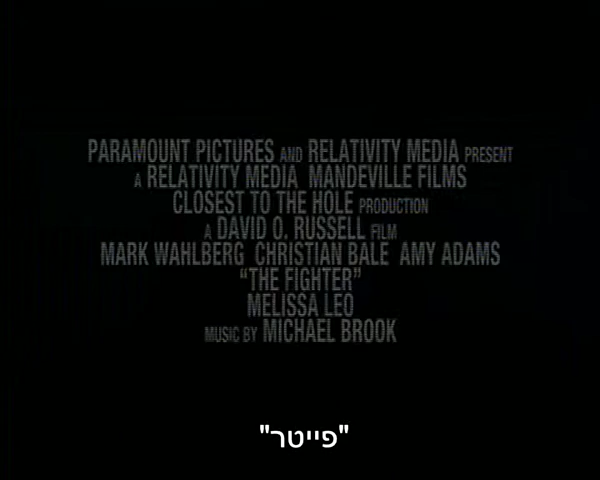 PARAMOUNT PICTURES AND RELATIVITY MEDIA PRESENT
A RELATIVITY MEDIA MANDEVILLE FILMS
CLOSEST TO THE HOLE PRODUCTION
A DAVID O. RUSSELL FILM
MARK WAHLBERG CHRISTIAN BALE AMY ADAMS
“THE FIGHTER”
MELISSA LEO
MUSIC BY MICHAEL BROOK
"פייטר"